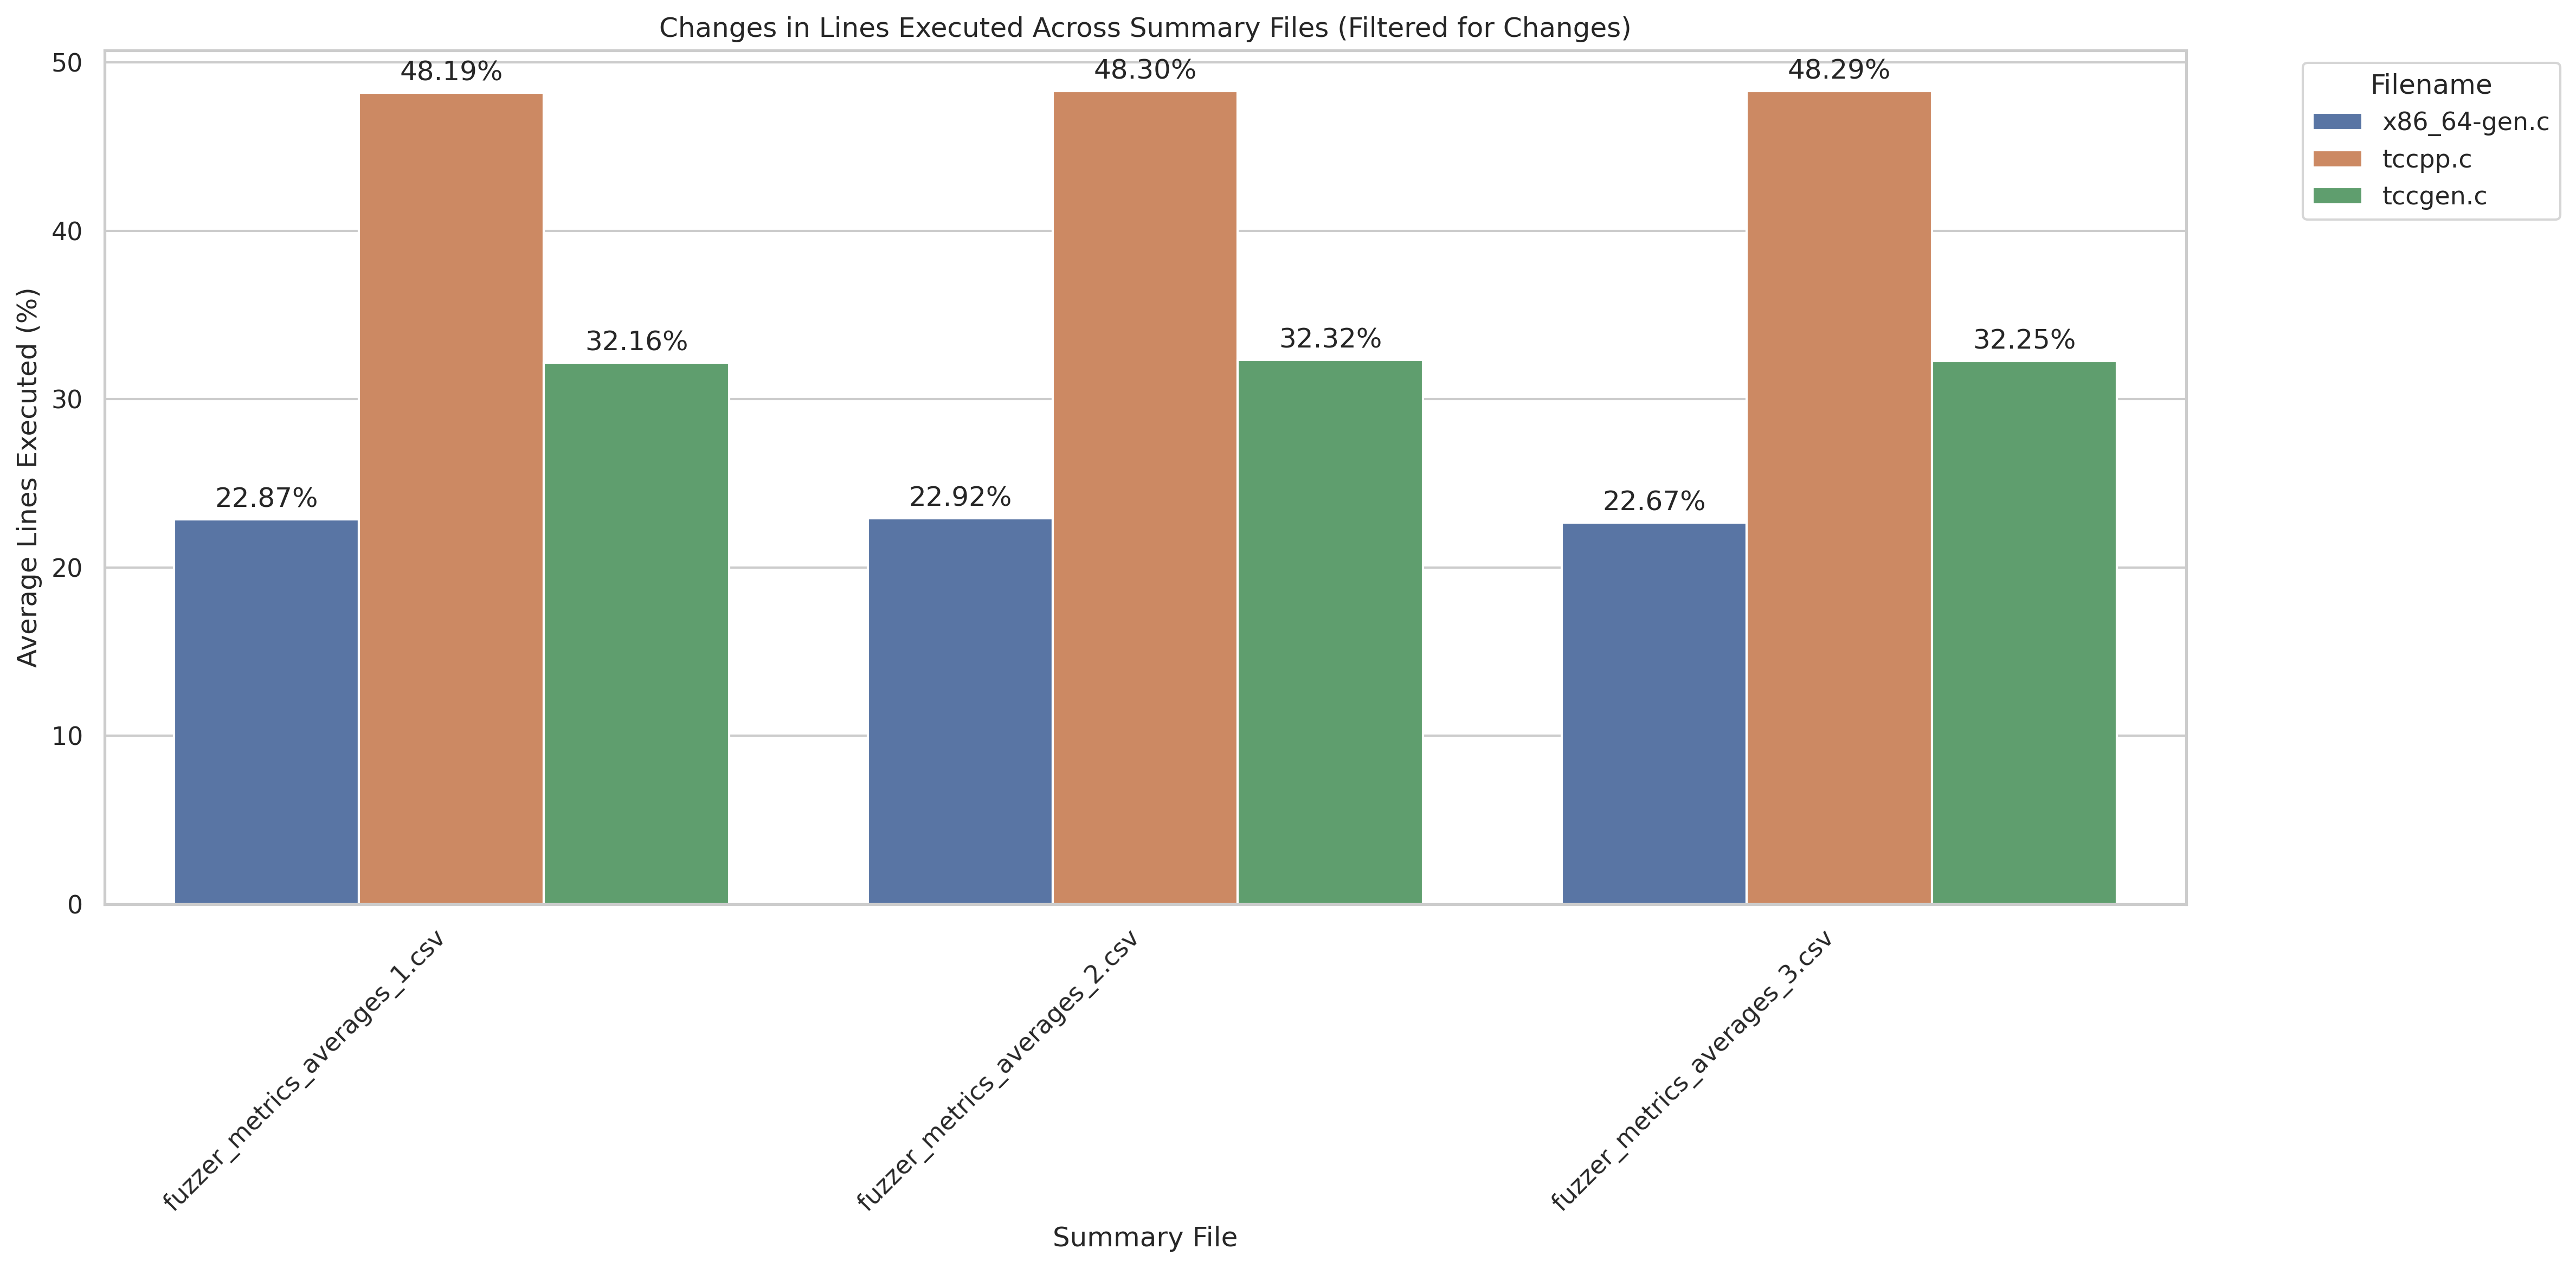 Changes in Lines Executed Across Summary Files (Filtered for Changes)
Average Lines Executed (%)
50
40
30
20
10
0
22.87%
48.19%
32.16%
22.92%
48.30%
32.32%
22.67%
48.29%
32.25%
fuzzer_metrics_averages_1.csv
fuzzer_metrics_averages_2.csv
fuzzer_metrics_averages_3.csv
Summary File
Filename
x86_64-gen.c
tccpp.c
tccgen.c